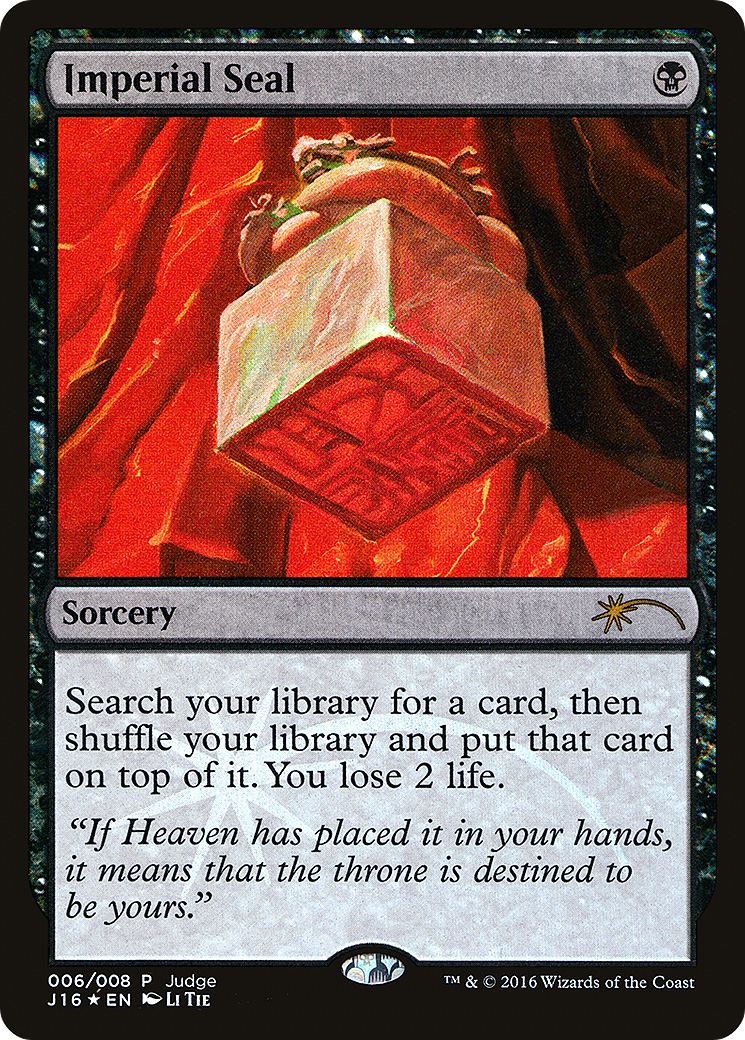 Imperial Seal
Sorcery
Search your library for a card, then
shuffle your library and put that card
on top of it. You lose 2 life.
“If Heaven has placed it in your hands,
it means that the throne is destined to
be yours.”
006/008 P Judge
J16★EN Li Tie
™ & © 2016 Wizards of the Coast